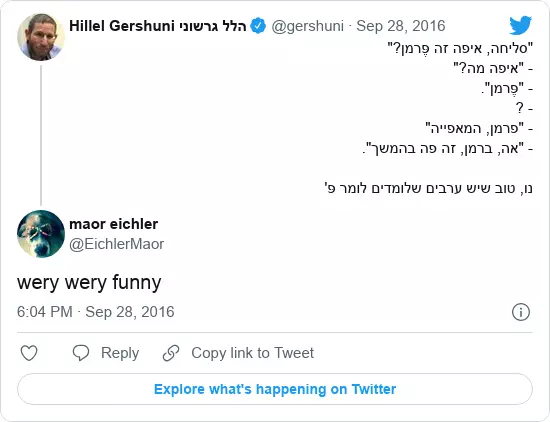 Hillel Gershuni הלל גרשוני @gershuni · Sep 28, 2016
"סליחה, איפה זה פֶּרמן?"
- "איפה מה?"
- "פֶּרמן".
- ?
- "פרמן, המאפייה"
- "אה, ברמן, זה פה בהמשך".
נו, טוב שיש ערבים שלומדים לומר פּ'
maor eichler
@EichlerMaor
wery wery funny
6:04 PM · Sep 28, 2016
Reply
Copy link to Tweet
Explore what's happening on Twitter